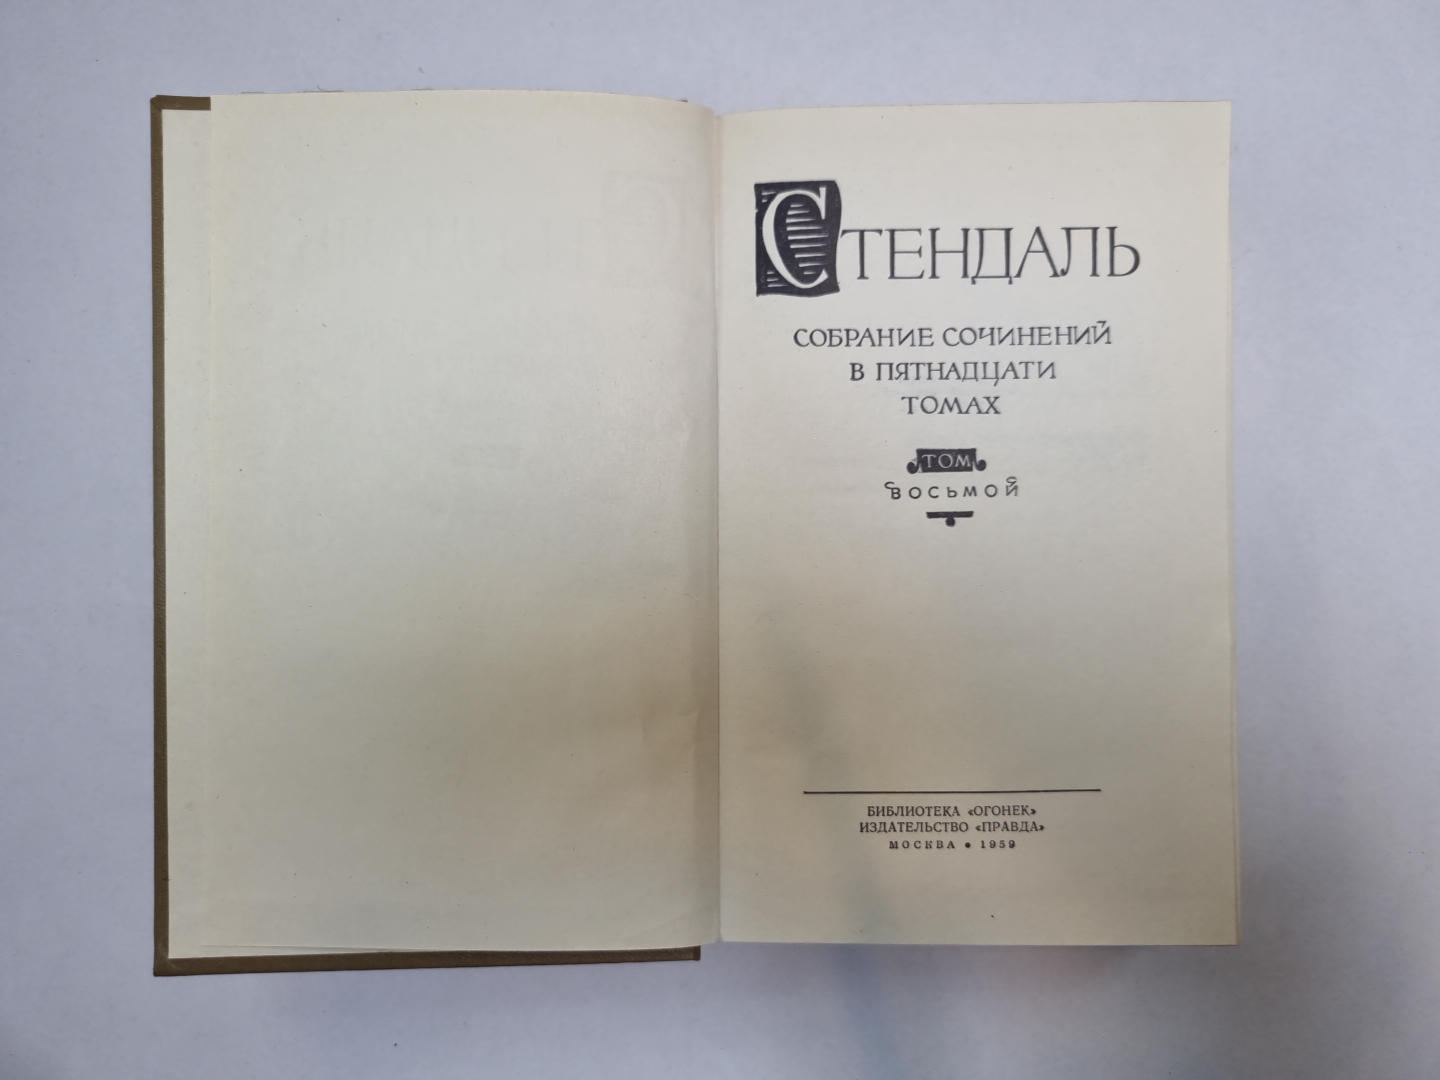 СТЕНДАЛЬ
СОБРАНИЕ СОЧИНЕНИЙ
В ПЯТНАДЦАТИ
ТОМАХ
ТОМ
ВОСЬМОЙ
БИБЛИОТЕКА «ОГОНЕК»
ИЗДАТЕЛЬСТВО «ПРАВДА»
МОСКВА • 1959